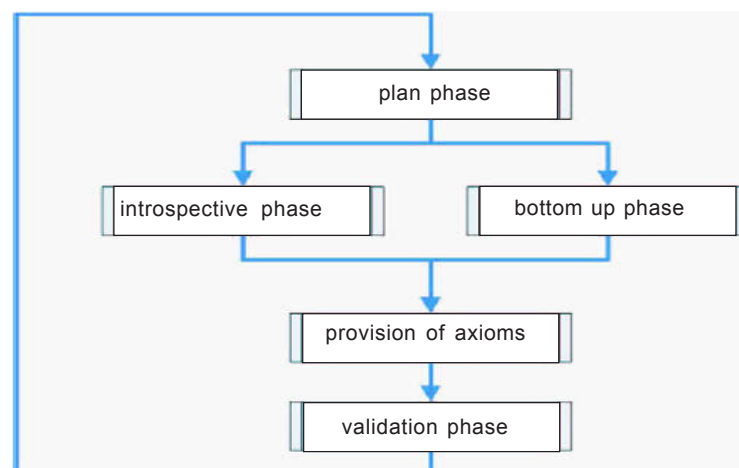 plan phase
introspective phase
bottom up phase
provision of axioms
validation phase